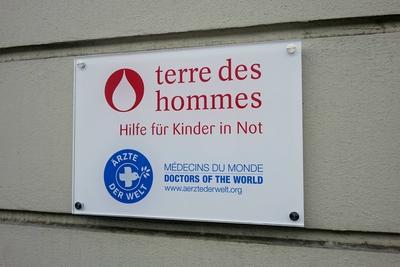 terre des
hommes
Hilfe für Kinder in Not
ÄRZTE
DER WELT
MÉDECINS DU MONDE
DOCTORS OF THE WORLD
www.aerztederwelt.org